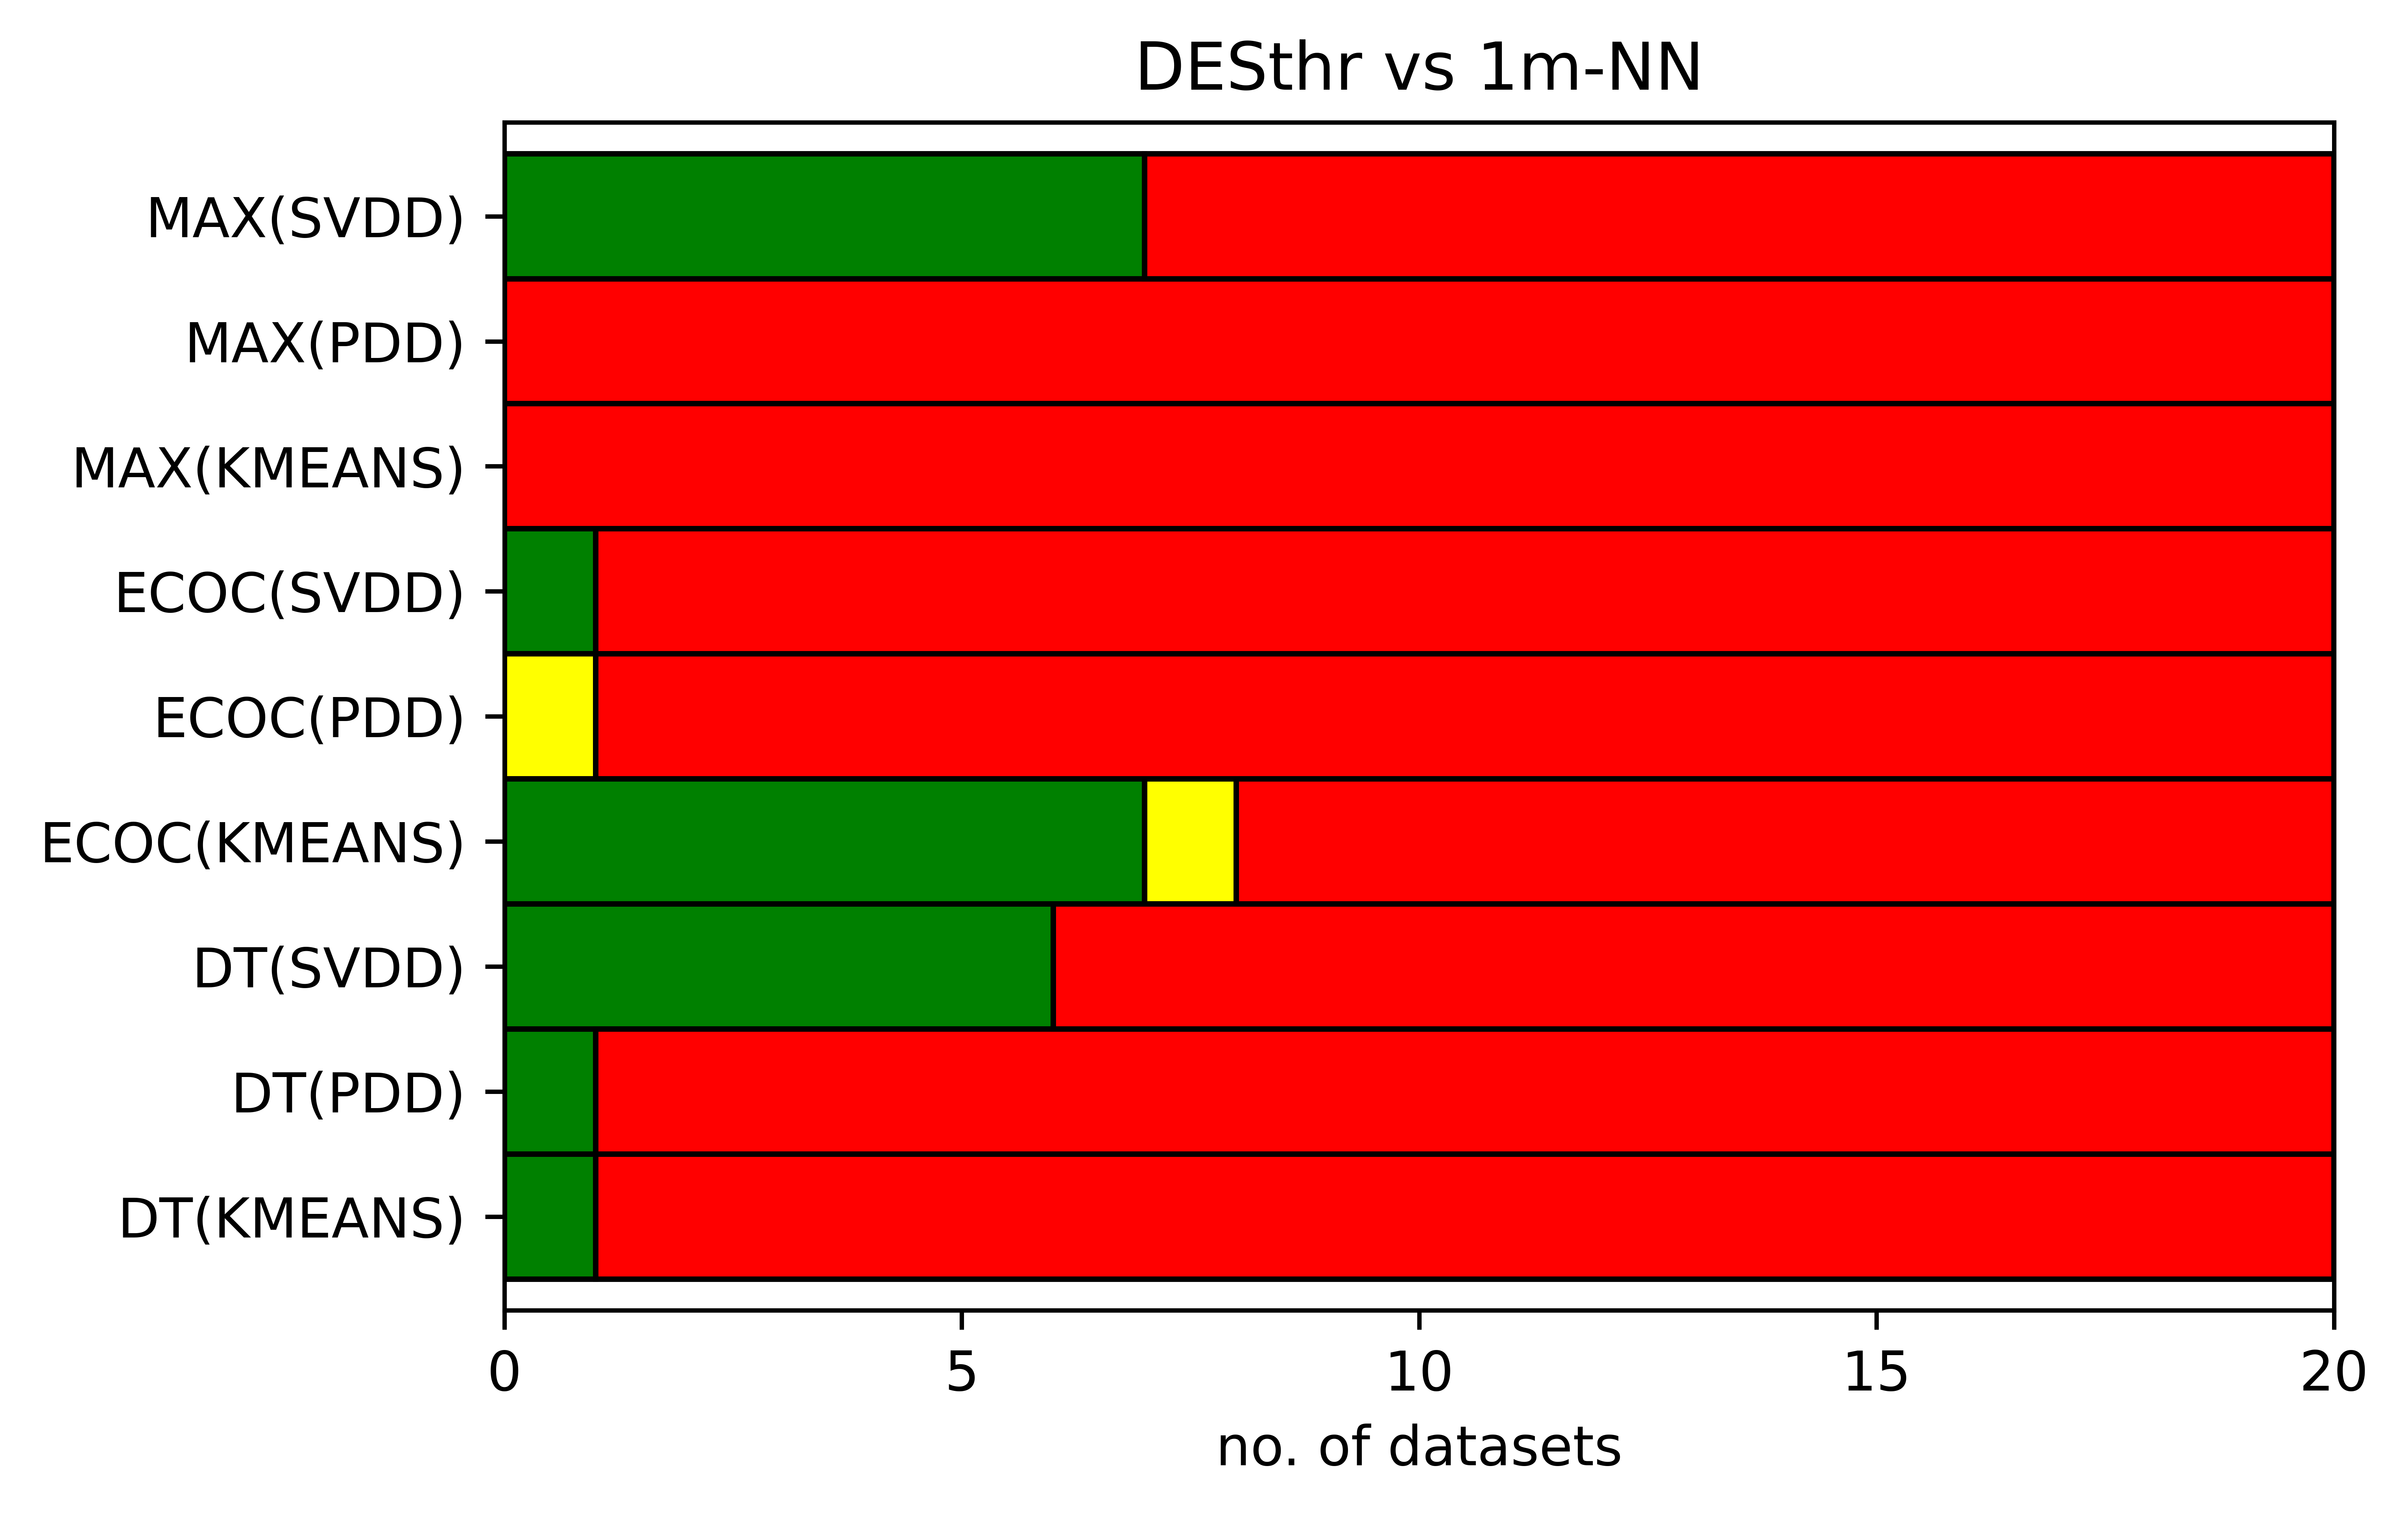 DESthr vs 1m-NN
MAX(SVDD)
MAX(PDD)
MAX(KMEANS)
ECOC(SVDD)
ECOC(PDD)
ECOC(KMEANS)
DT(SVDD)
DT(PDD)
DT(KMEANS)
0 5 10 15 20
no. of datasets